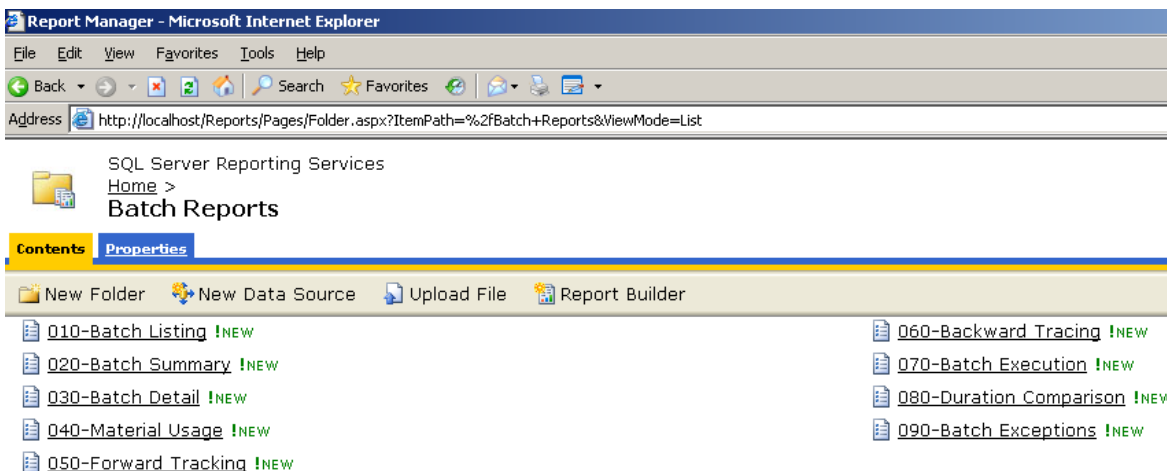 Report Manager - Microsoft Internet Explorer
File Edit View Favorites Tools Help
Back Search Favorites
Address http://localhost/Reports/Pages/Folder.aspx?ItemPath=%2fBatch+Reports&ViewMode=List
SQL Server Reporting Services
Home >
Batch Reports
Contents Properties
New Folder New Data Source Upload File Report Builder
010-Batch Listing !NEW 060-Backward Tracing !NEW
020-Batch Summary !NEW 070-Batch Execution !NEW
030-Batch Detail !NEW 080-Duration Comparison !NEW
040-Material Usage !NEW 090-Batch Exceptions !NEW
050-Forward Tracking !NEW